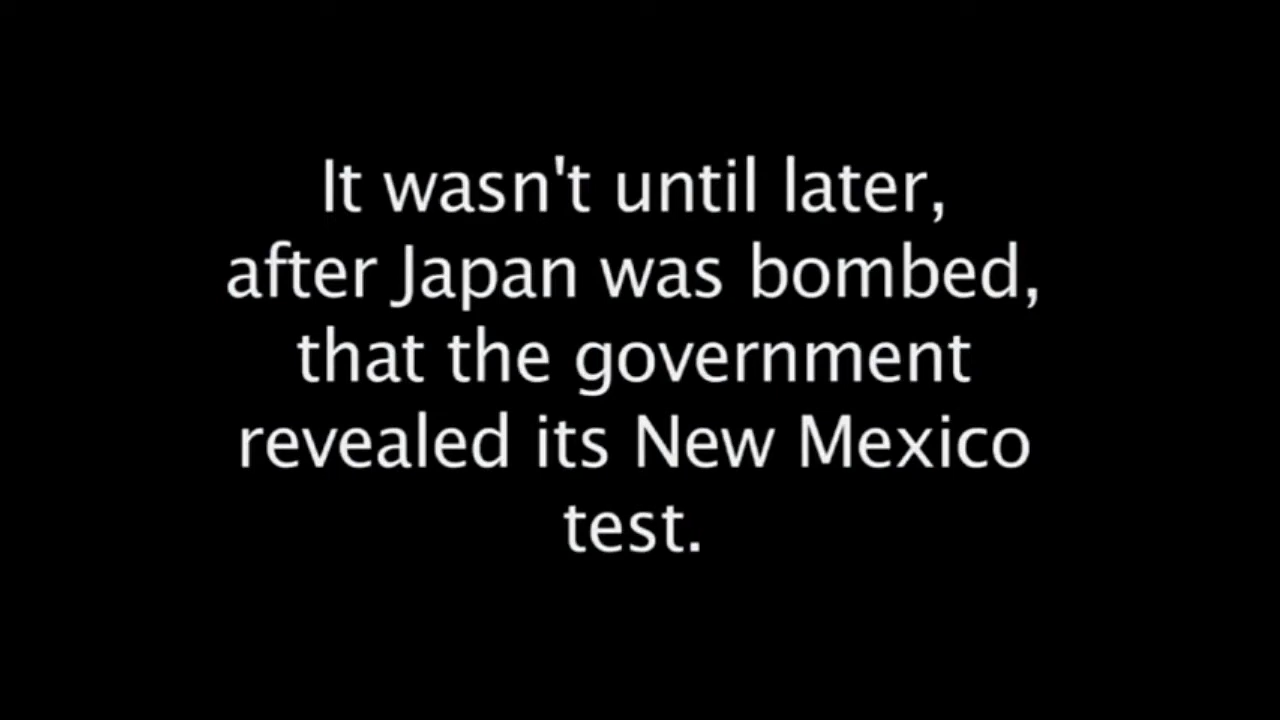 It wasn't until later,
after Japan was bombed,
that the government
revealed its New Mexico
test.